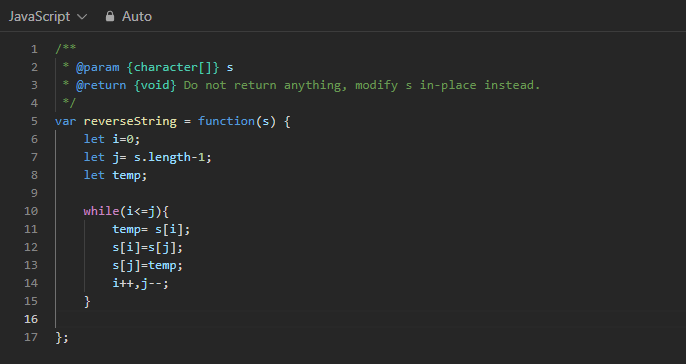 JavaScript Auto
1 /**
2  * @param {character[]} s
3  * @return {void} Do not return anything, modify s in-place instead.
4  */
5 var reverseString = function(s) {
6     let i=0;
7     let j= s.length-1;
8     let temp;
9
10     while(i<=j){
11         temp= s[i];
12         s[i]=s[j];
13         s[j]=temp;
14         i++,j--;
15     }
16
17 };